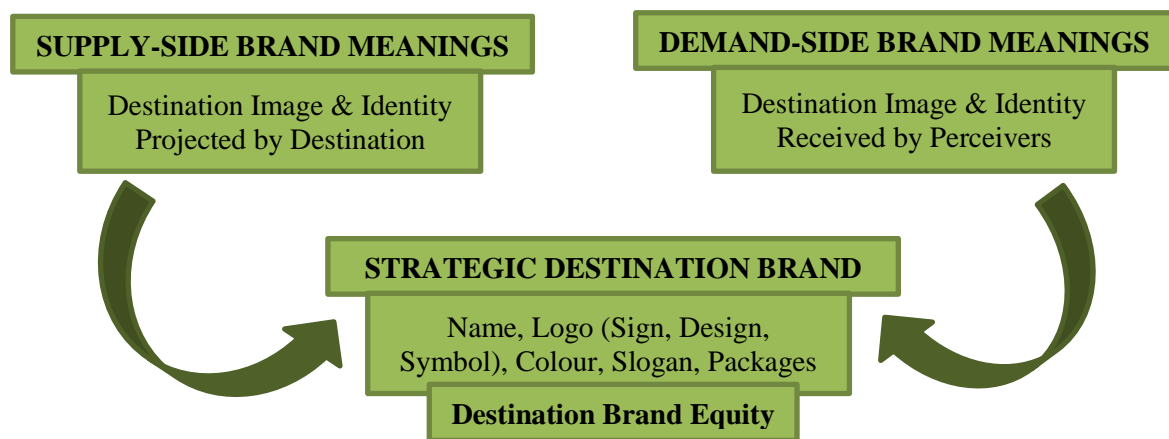 SUPPLY-SIDE BRAND MEANINGS
Destination Image & Identity
Projected by Destination
DEMAND-SIDE BRAND MEANINGS
Destination Image & Identity
Received by Perceivers
STRATEGIC DESTINATION BRAND
Name, Logo (Sign, Design,
Symbol), Colour, Slogan, Packages
Destination Brand Equity